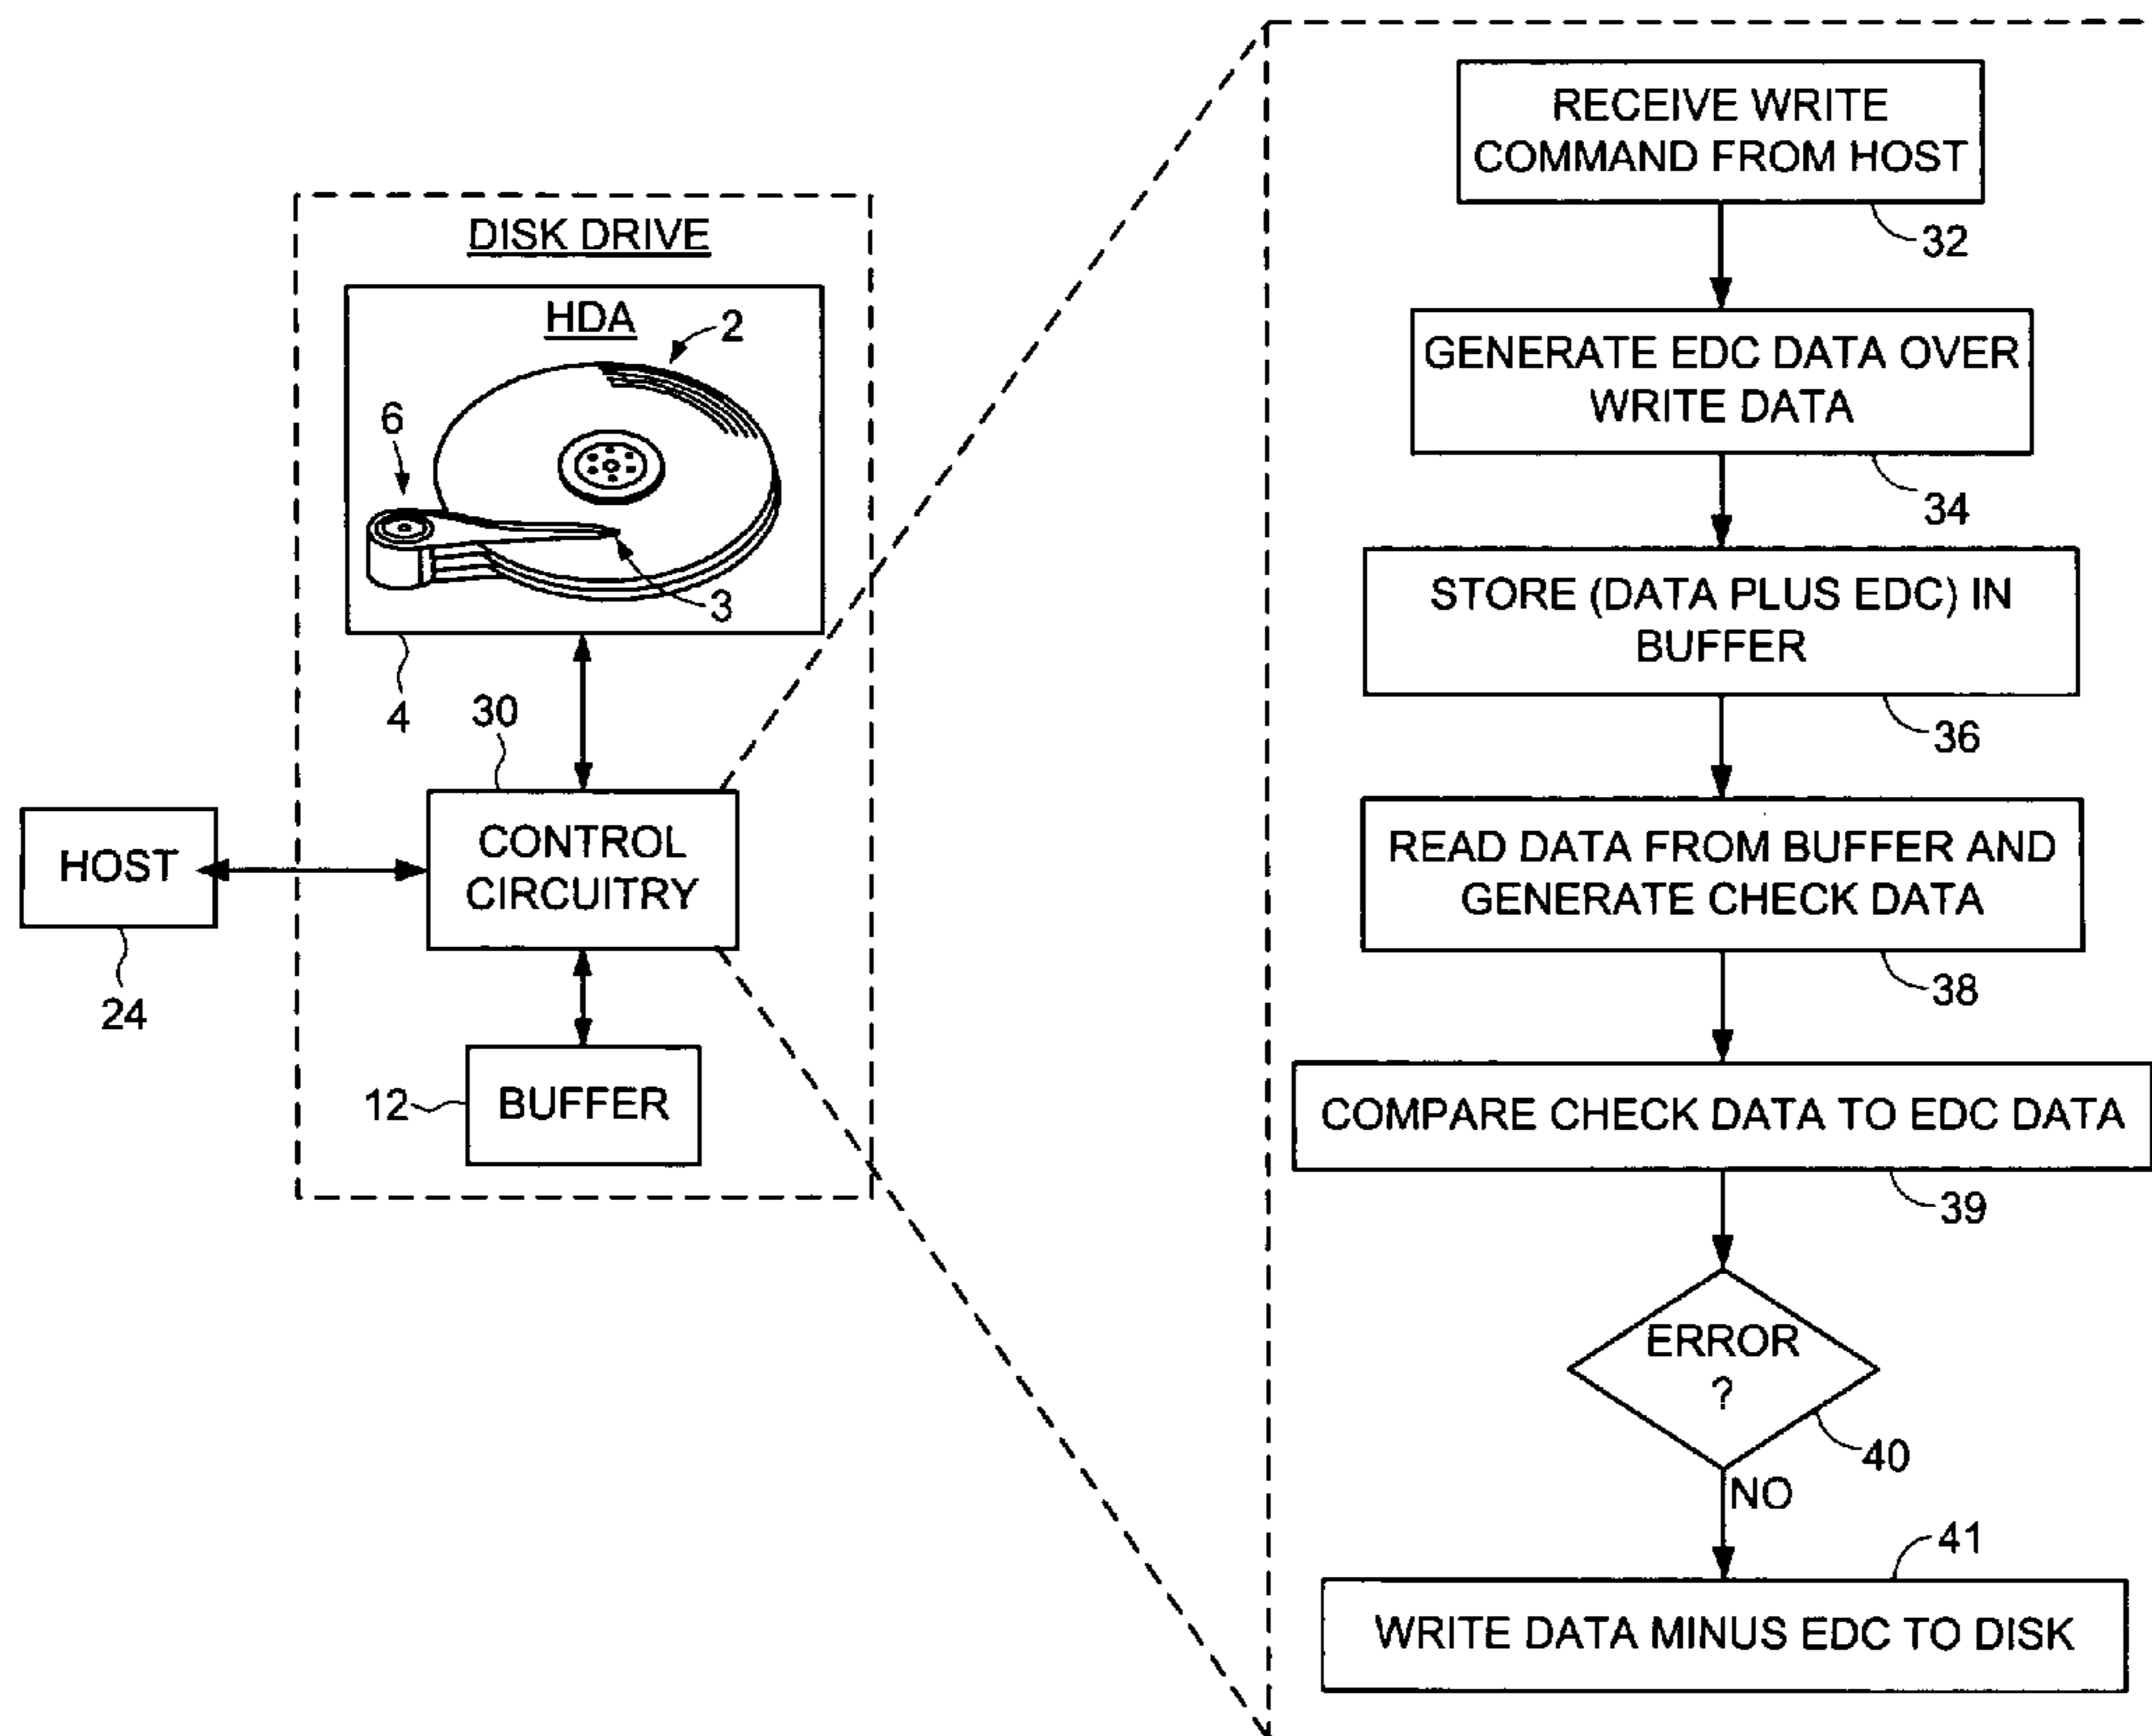 DISK DRIVE
HDA
2
6
3
4
30
CONTROL
CIRCUITRY
HOST
24
12
BUFFER
RECEIVE WRITE
COMMAND FROM HOST
32
GENERATE EDC DATA OVER
WRITE DATA
34
STORE (DATA PLUS EDC) IN
BUFFER
36
READ DATA FROM BUFFER AND
GENERATE CHECK DATA
38
COMPARE CHECK DATA TO EDC DATA
39
ERROR
?
40
NO
41
WRITE DATA MINUS EDC TO DISK